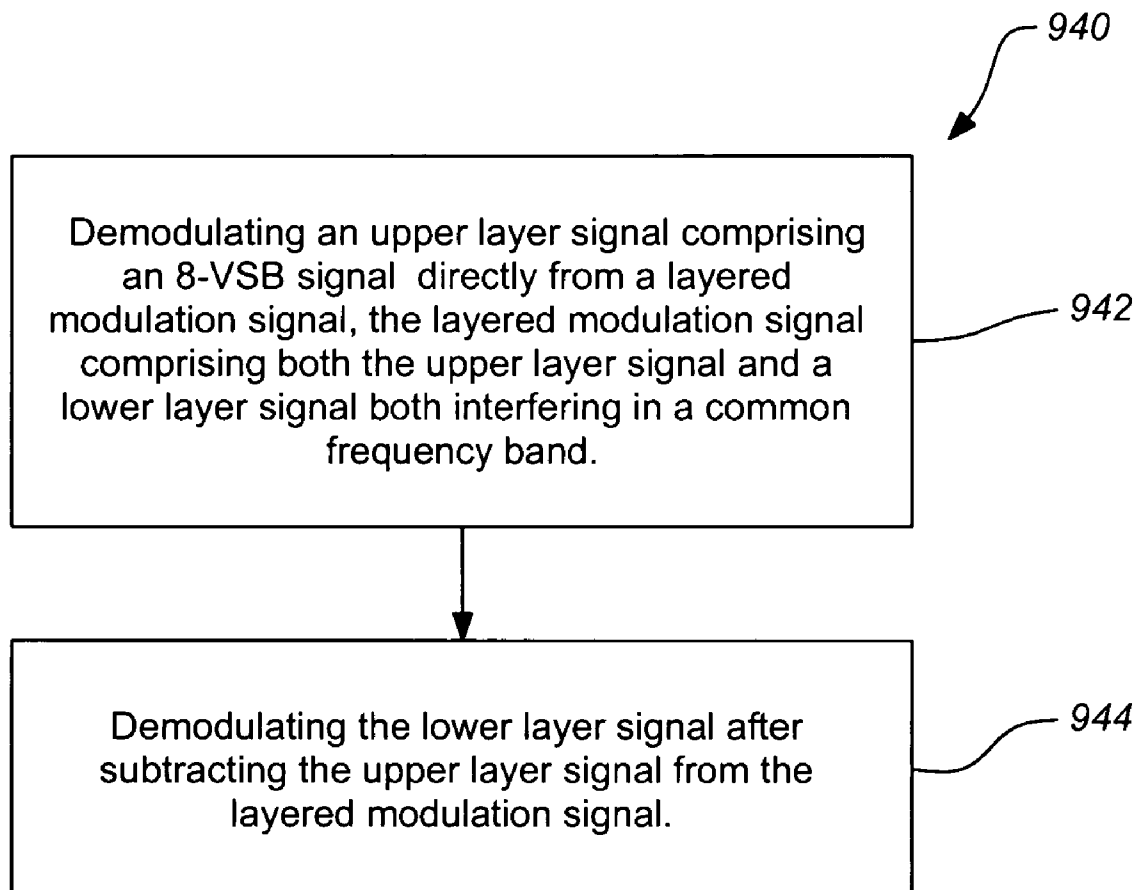 940
Demodulating an upper layer signal comprising
an 8-VSB signal directly from a layered
modulation signal, the layered modulation signal
comprising both the upper layer signal and a
lower layer signal both interfering in a common
frequency band.
942
Demodulating the lower layer signal after
subtracting the upper layer signal from the
layered modulation signal.
944